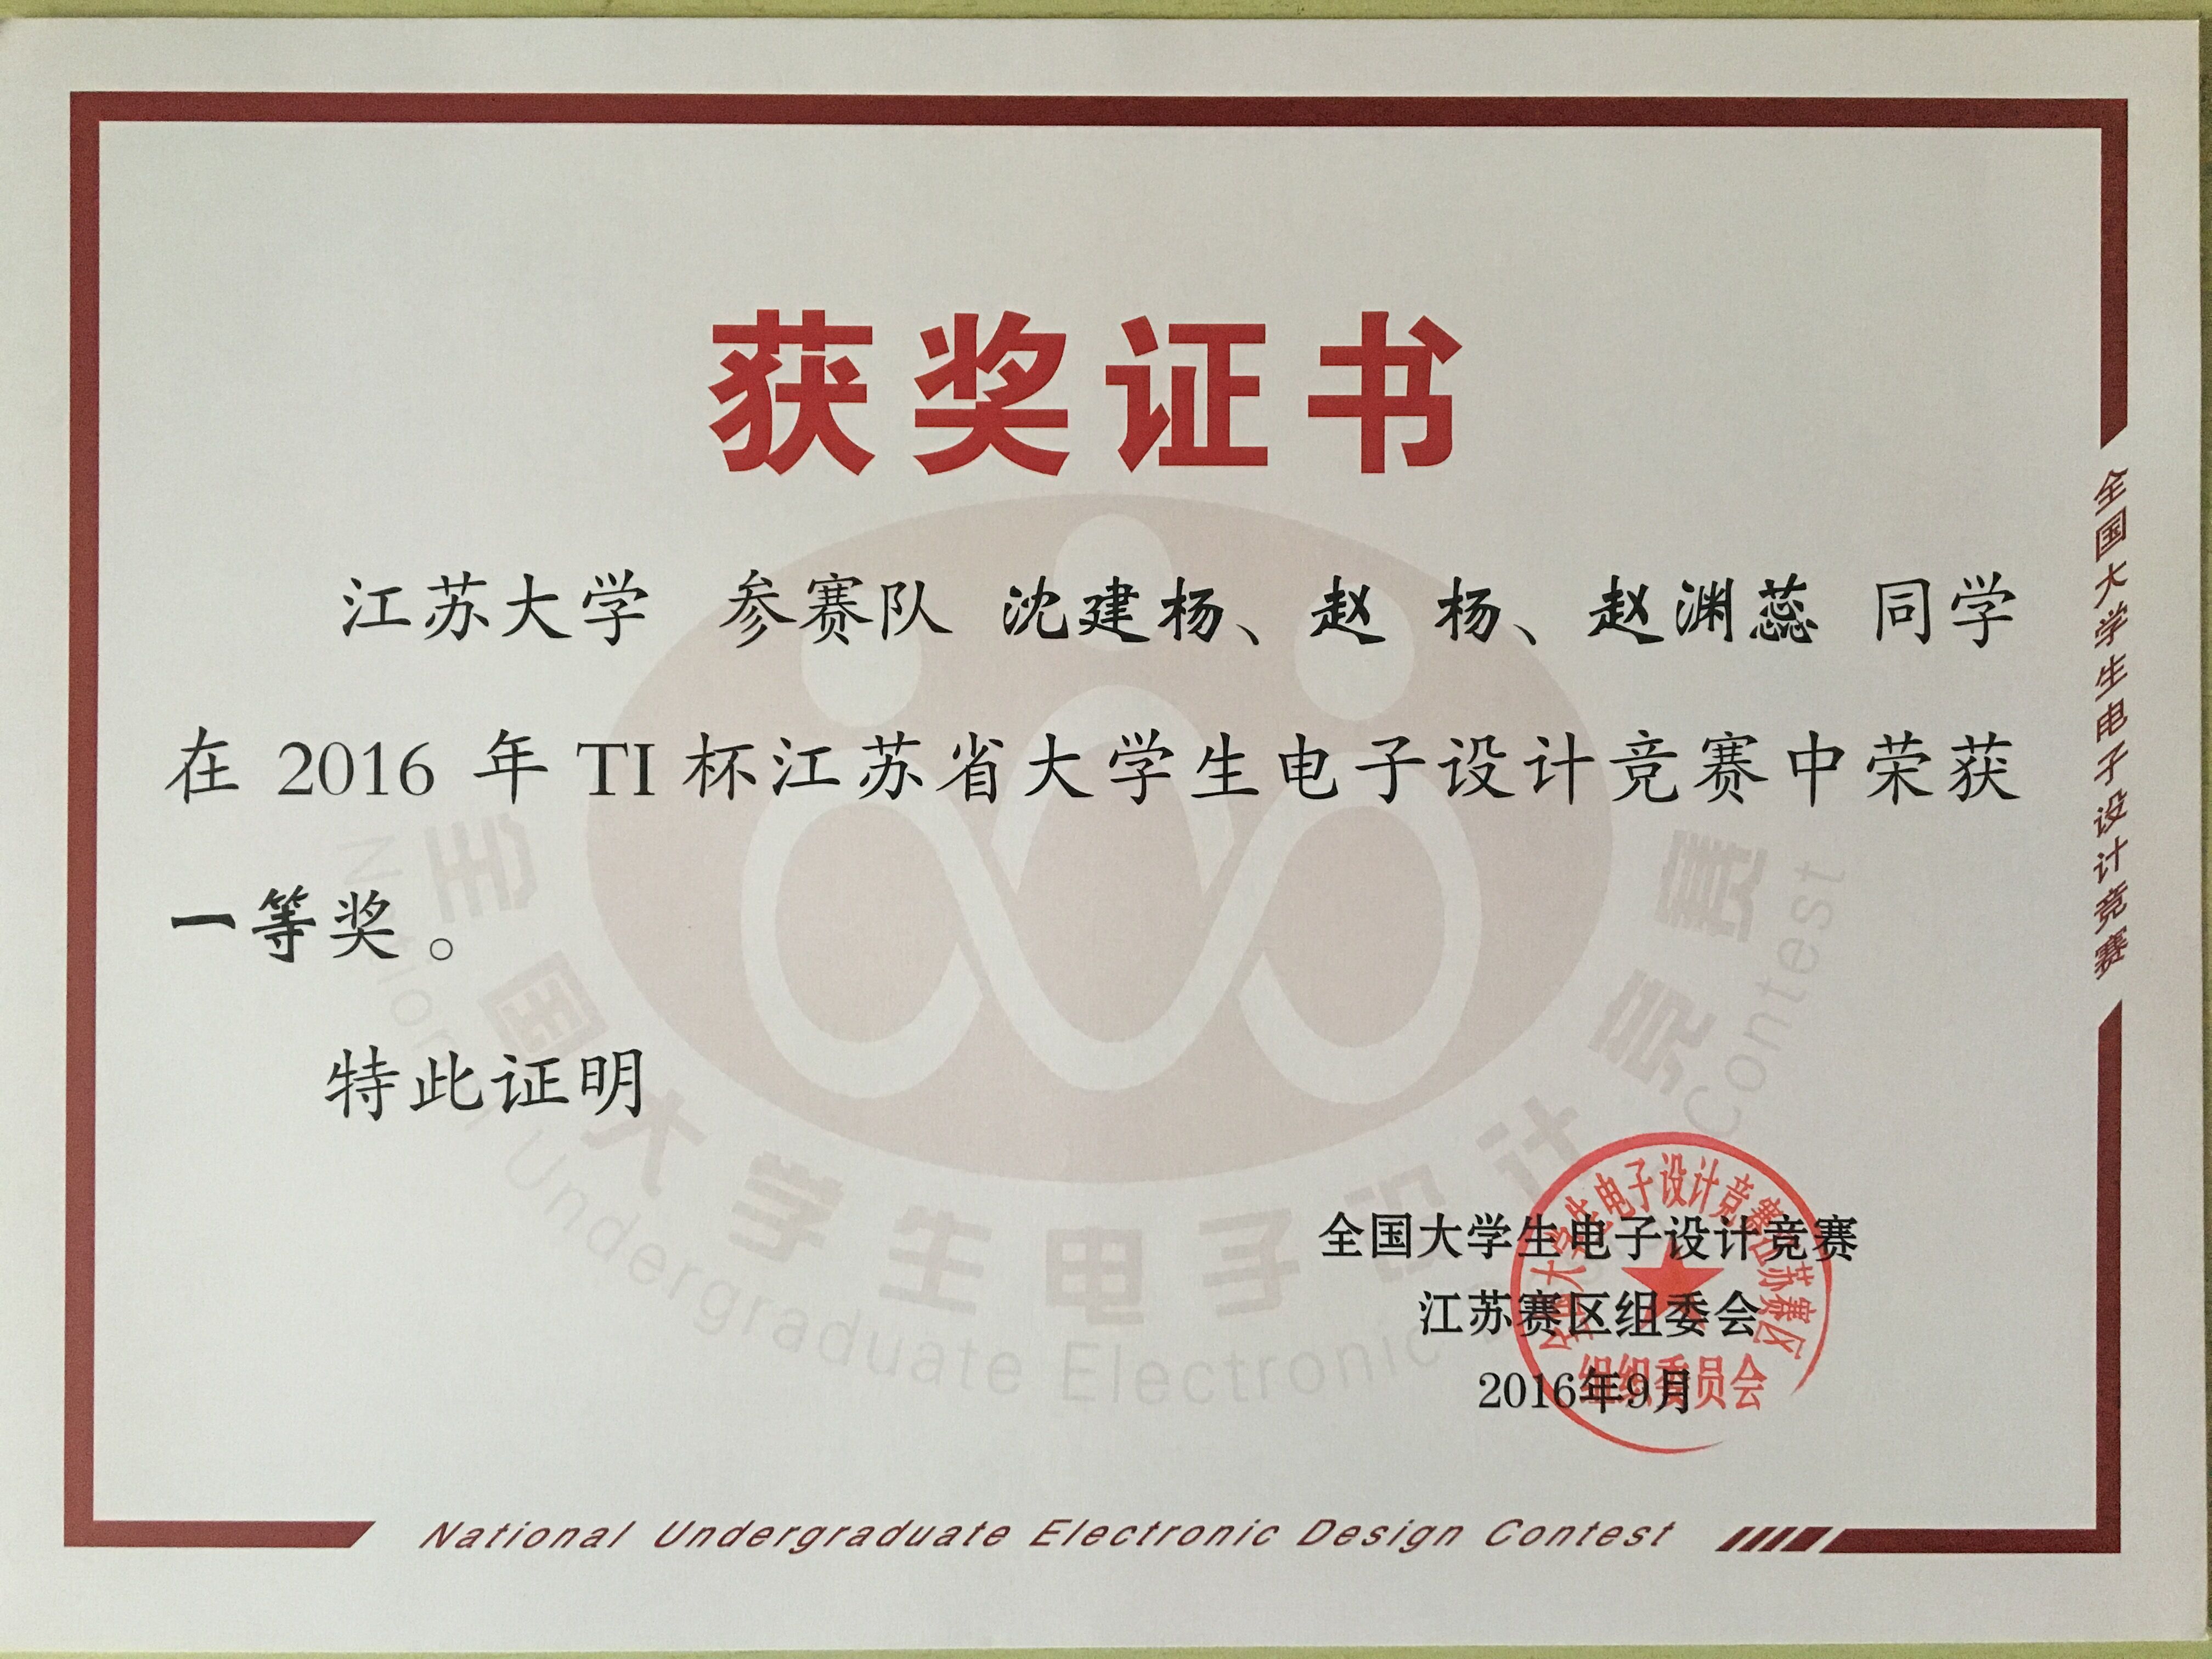 获奖证书
江苏大学 参赛队 沈建杨、赵 杨、赵渊蕊 同学
在 2016 年 TI 杯江苏省大学生电子设计竞赛中荣获
一等奖。
特此证明
全国大学生电子设计竞赛
江苏赛区组委会
2016年9月
全国大学生电子设计竞赛江苏赛区
组织委员会
全国大学生电子设计竞赛
National Undergraduate Electronic Design Contest
全国大学生电子设计竞赛
National Undergraduate Electronic Contest